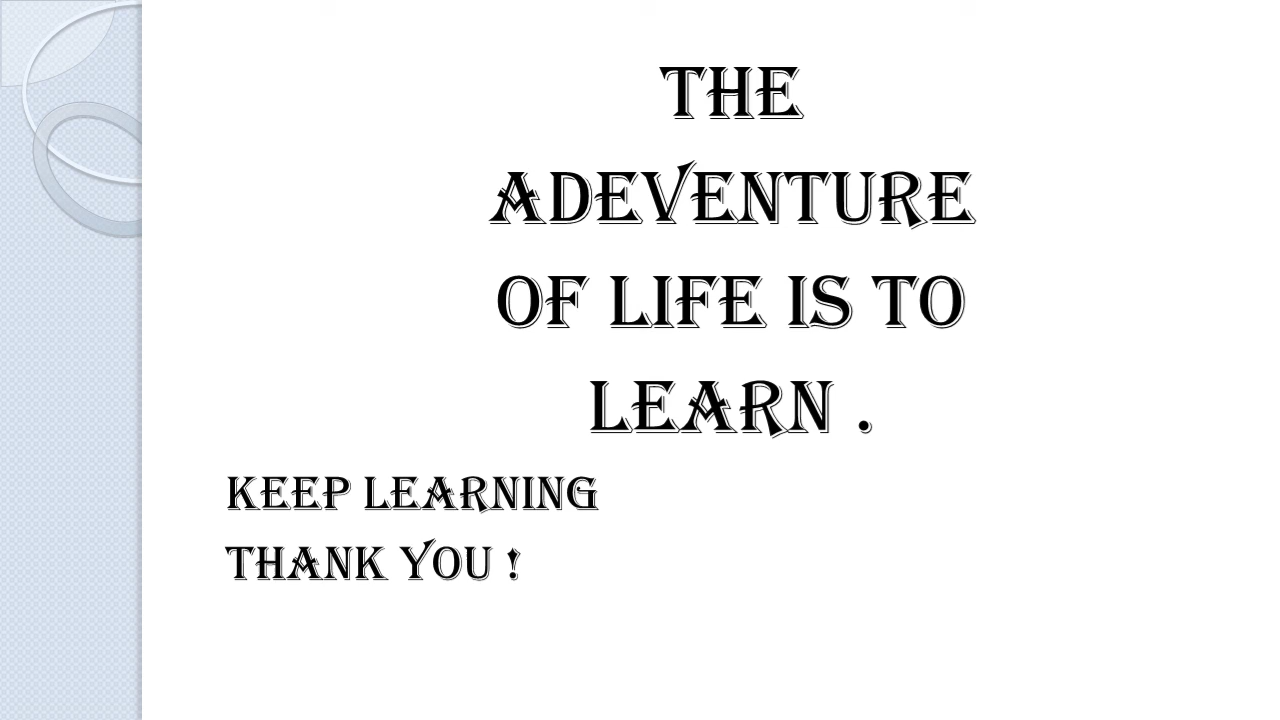 THE
ADEVENTURE
OF LIFE IS TO
LEARN .
KEEP LEARNING
THANK YOU !